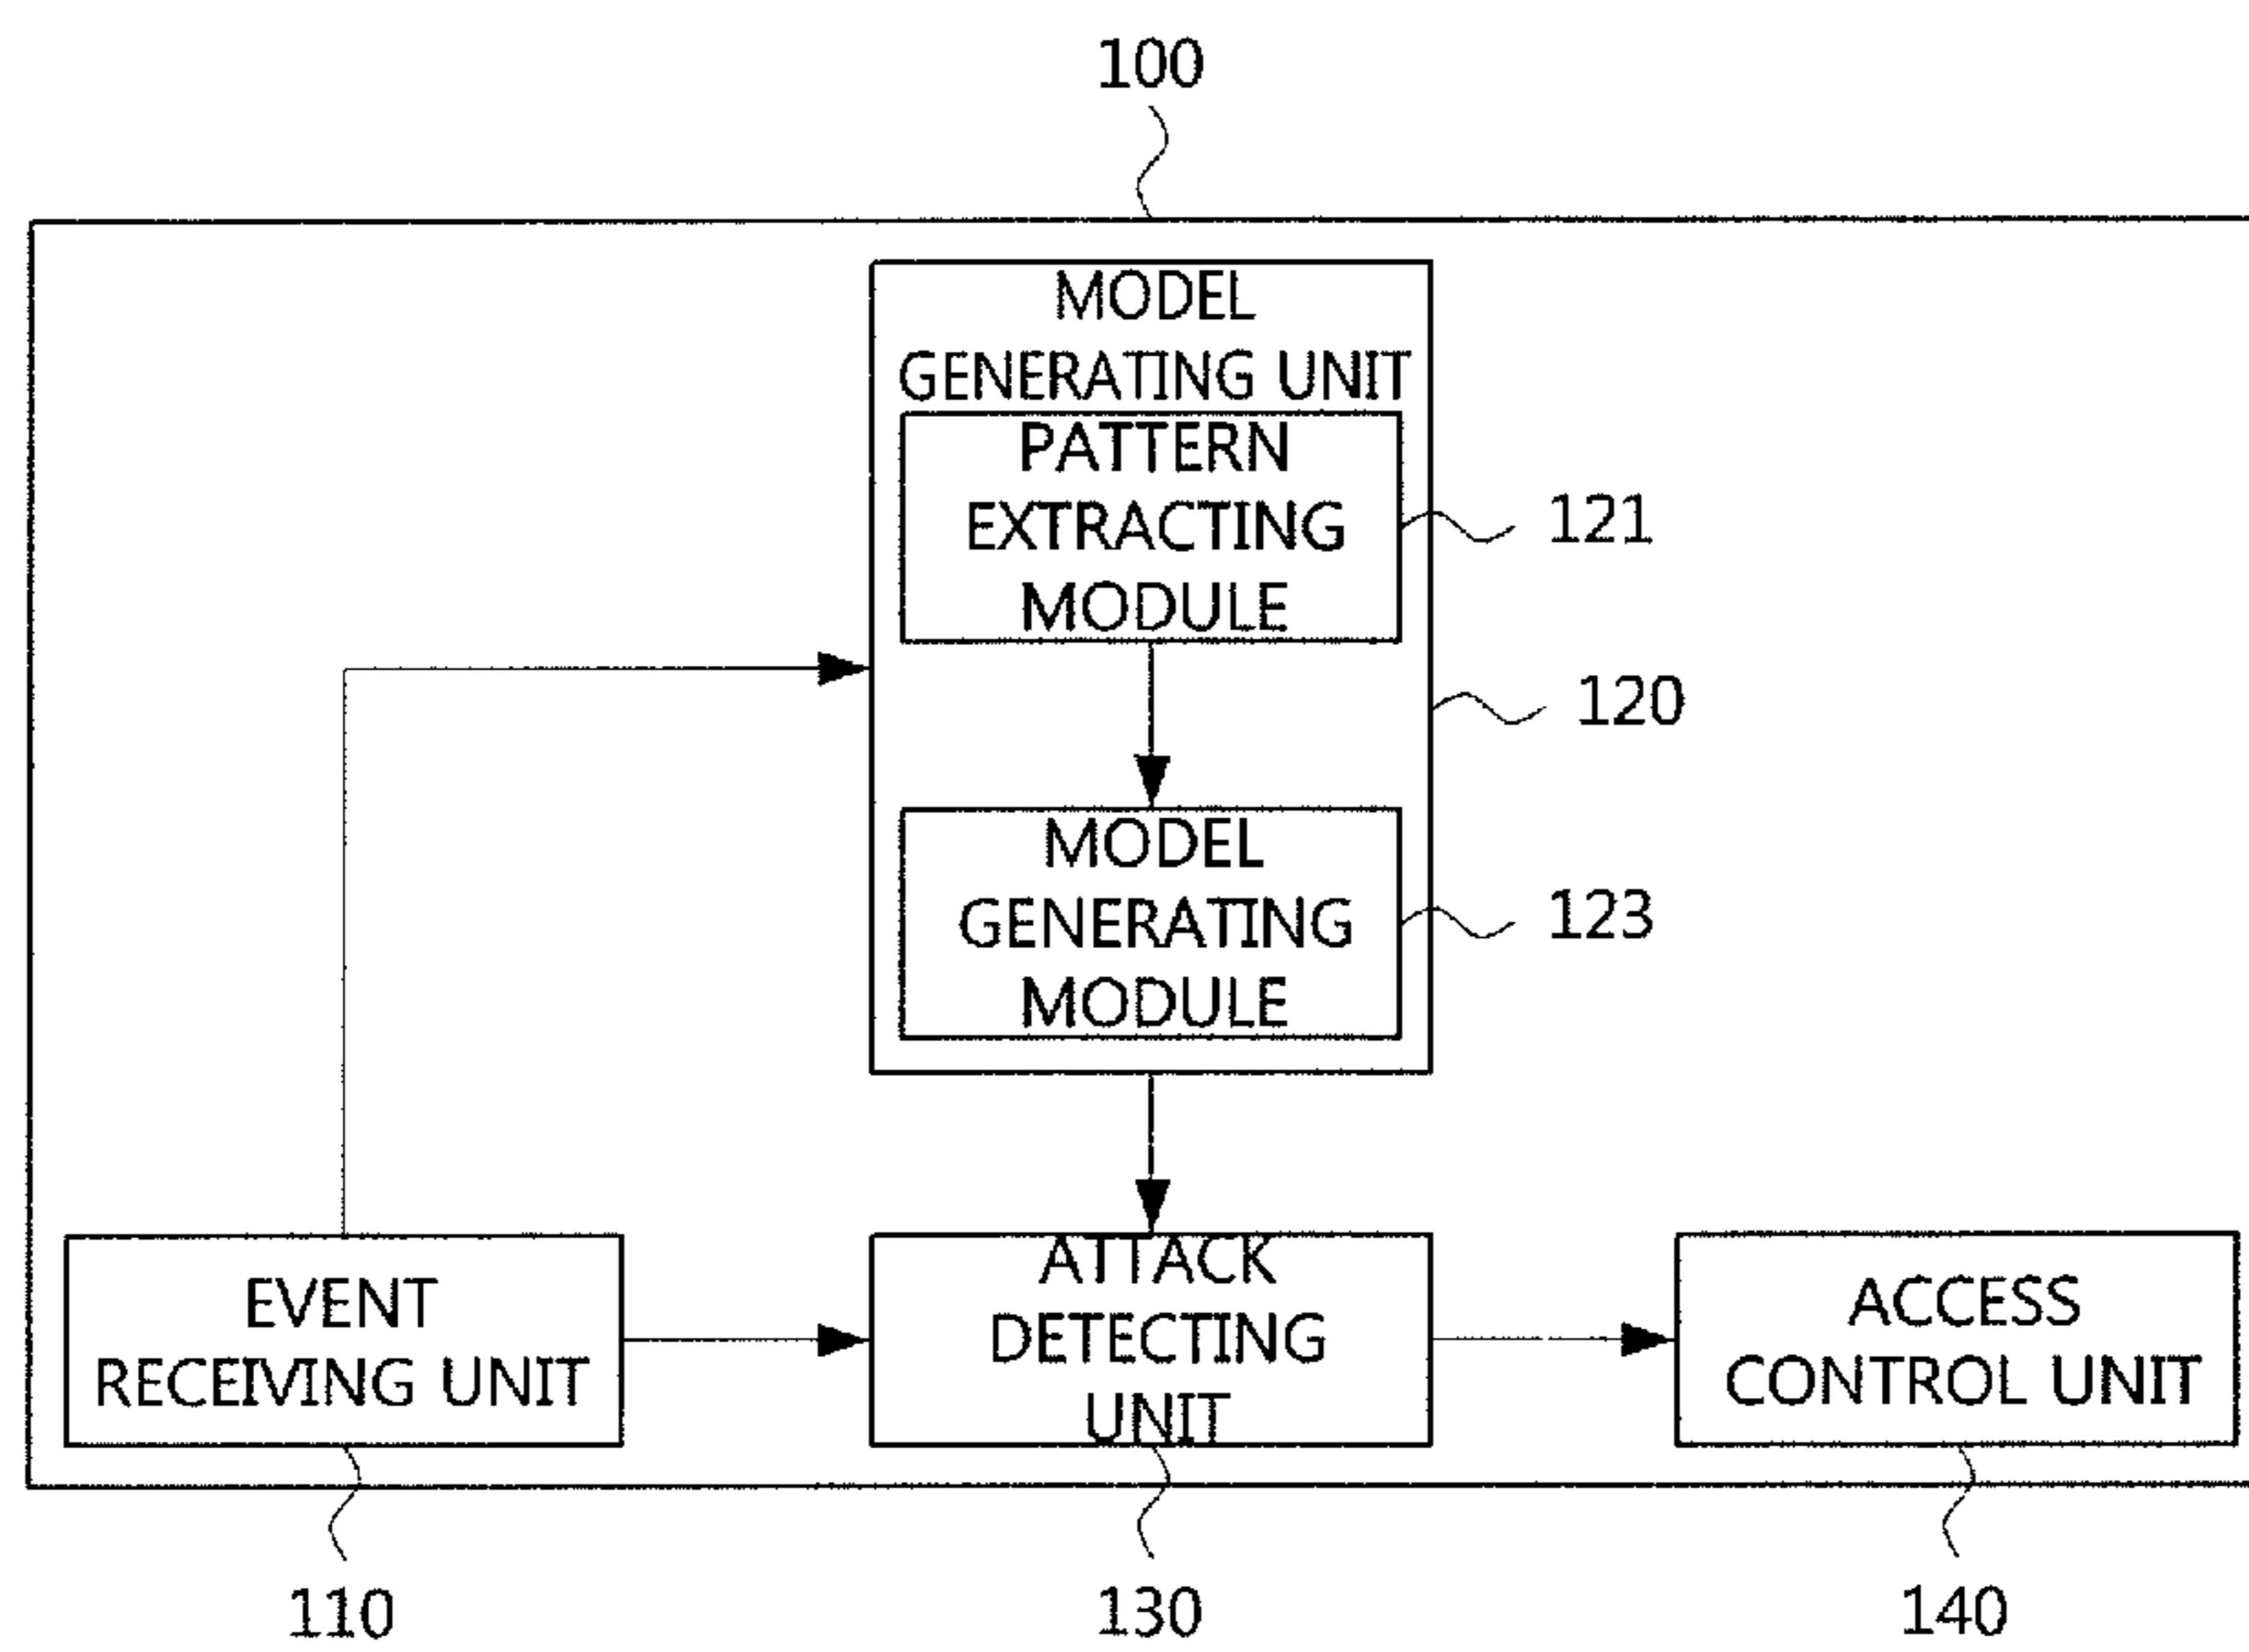 100
MODEL
GENERATING UNIT
PATTERN
EXTRACTING
MODULE
121
120
MODEL
GENERATING
MODULE
123
EVENT
RECEIVING UNIT
ATTACK
DETECTING
UNIT
ACCESS
CONTROL UNIT
110
130
140